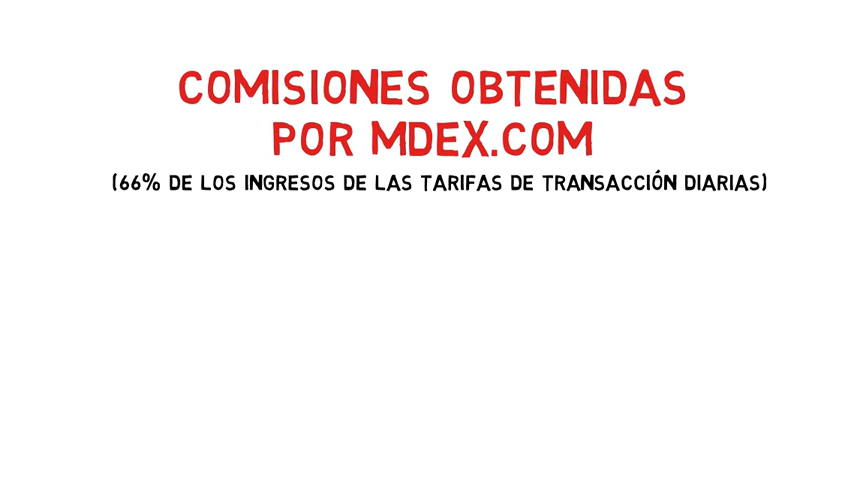 COMISIONES OBTENIDAS
POR MDEX.COM
(66% DE LOS INGRESOS DE LAS TARIFAS DE TRANSACCIÓN DIARIAS)